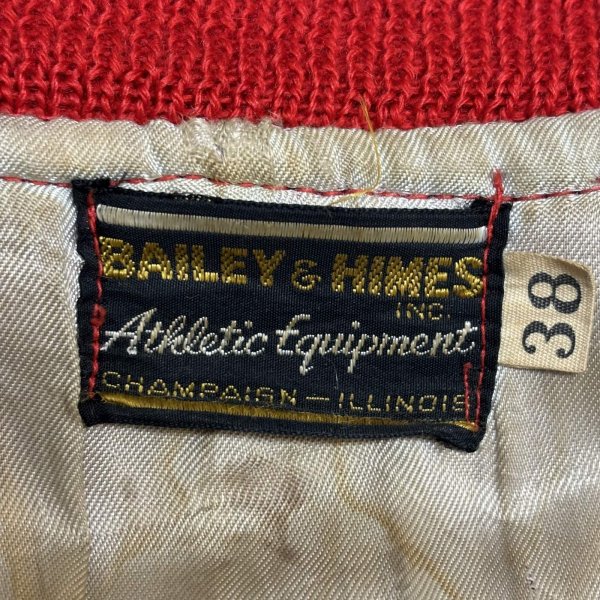 BAILEY & HIMES
INC.
Athletic Equipment
CHAMPAIGN - ILLINOIS
38